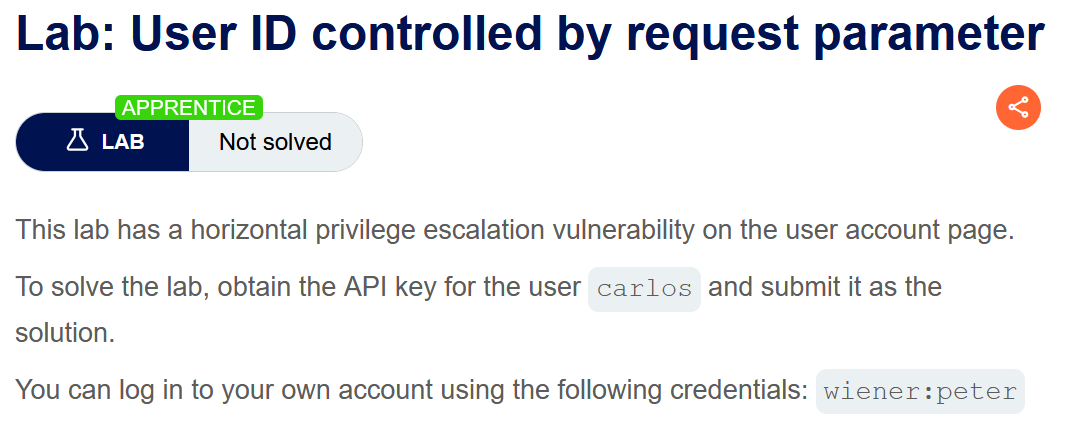 Lab: User ID controlled by request parameter
APPRENTICE
LAB
Not solved
This lab has a horizontal privilege escalation vulnerability on the user account page.
To solve the lab, obtain the API key for the user carlos and submit it as the
solution.
You can log in to your own account using the following credentials: wiener:peter